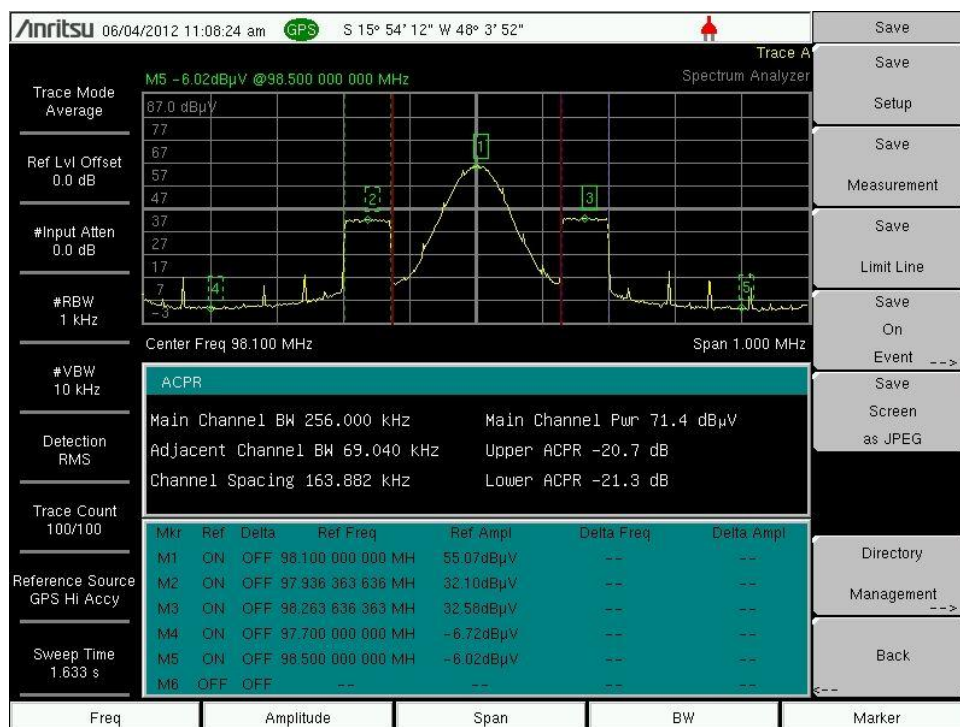 Anritsu 06/04/2012 11:08:24 am GPS S 15° 54' 12" W 48° 3' 52"
Trace A
M5 -6.02dBµV @98.500 000 000 MHz
Spectrum Analyzer
Trace Mode
Average
Ref Lvl Offset
0.0 dB
#Input Atten
0.0 dB
#RBW
1 kHz
#VBW
10 kHz
Detection
RMS
Trace Count
100/100
Reference Source
GPS Hi Accy
Sweep Time
1.633 s
87.0 dBµV
77
67
57
47
37
27
17
7
-3
1
2
3
4
5
Center Freq 98.100 MHz
Span 1.000 MHz
ACPR
Main Channel BW 256.000 kHz Main Channel Pwr 71.4 dBµV
Adjacent Channel BW 69.040 kHz Upper ACPR -20.7 dB
Channel Spacing 163.882 kHz Lower ACPR -21.3 dB
Mkr Ref Delta Ref Freq Ref Ampl Delta Freq Delta Ampl
M1 ON OFF 98.100 000 000 MH 55.07dBµV -- --
M2 ON OFF 97.936 363 636 MH 32.10dBµV -- --
M3 ON OFF 98.263 636 363 MH 32.58dBµV -- --
M4 ON OFF 97.700 000 000 MH -6.72dBµV -- --
M5 ON OFF 98.500 000 000 MH -6.02dBµV -- --
M6 OFF OFF -- -- -- --
Save
Save
Setup
Save
Measurement
Save
Limit Line
Save
On
Event -->
Save
Screen
as JPEG
Directory
Management
-->
Back
<--
Freq Amplitude Span BW Marker